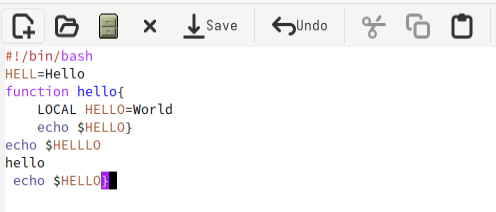 Save Undo
#!/bin/bash
HELL=Hello
function hello{
    LOCAL HELLO=World
    echo $HELLO}
echo $HELLLO
hello
 echo $HELLO}